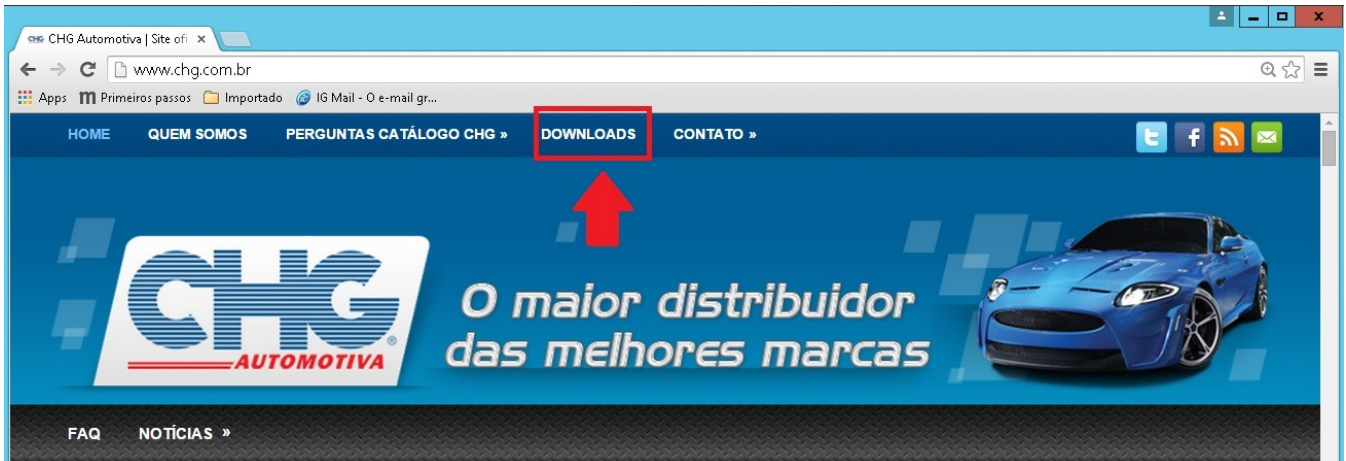 CHG Automotiva | Site ofi
www.chg.com.br
Apps Primeiros passos Importado IG Mail - O e-mail gr...
HOME QUEM SOMOS PERGUNTAS CATÁLOGO CHG » DOWNLOADS CONTATO »
CHG
AUTOMOTIVA
O maior distribuidor
das melhores marcas
FAQ NOTÍCIAS »